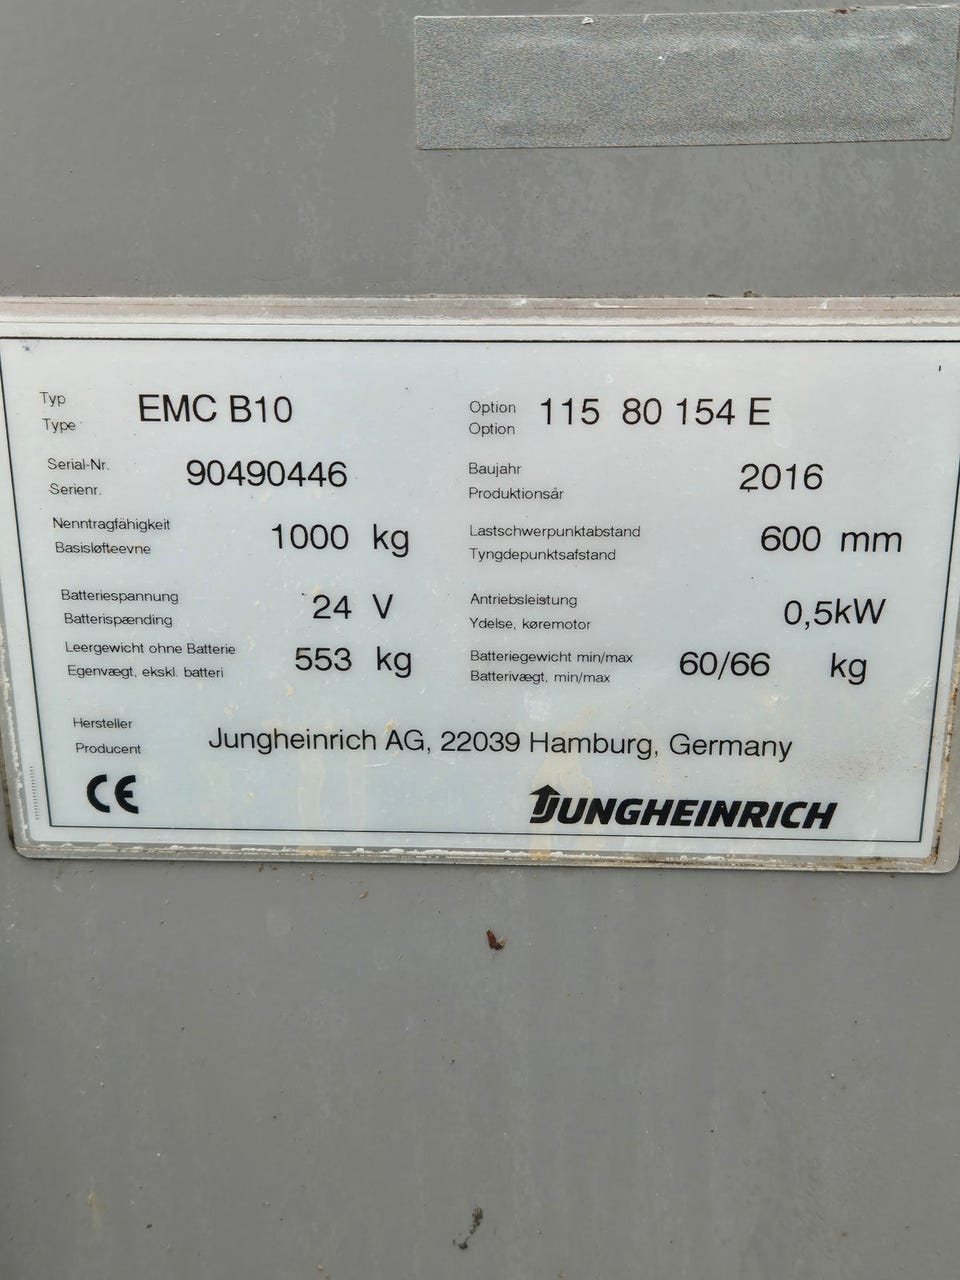 Typ
Type
EMC B10
Option
Option
115 80 154 E
Serial-Nr.
Serienr.
90490446
Baujahr
Produktionsår
2016
Nenntragfähigkeit
Basisløfteevne
1000 kg
Lastschwerpunktabstand
Tyngdepunktsafstand
600 mm
Batteriespannung
Batterispænding
24 V
Antriebsleistung
Ydelse, køremotor
0,5kW
Leergewicht ohne Batterie
Egenvægt, ekskl. batteri
553 kg
Batteriegewicht min/max
Batterivægt, min/max
60/66 kg
Hersteller
Producent
Jungheinrich AG, 22039 Hamburg, Germany
CE
JUNGHEINRICH